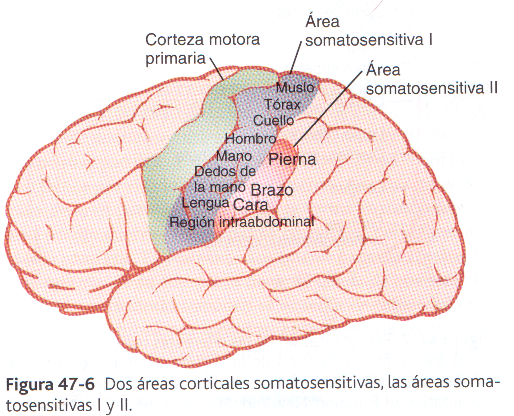 Corteza motora
primaria
Área
somatosensitiva I
Área
somatosensitiva II
Muslo
Tórax
Cuello
Hombro
Mano
Pierna
Dedos de
la mano
Brazo
Lengua
Cara
Región intraabdominal
Figura 47-6 Dos áreas corticales somatosensitivas, las áreas soma-
tosensitivas I y II.